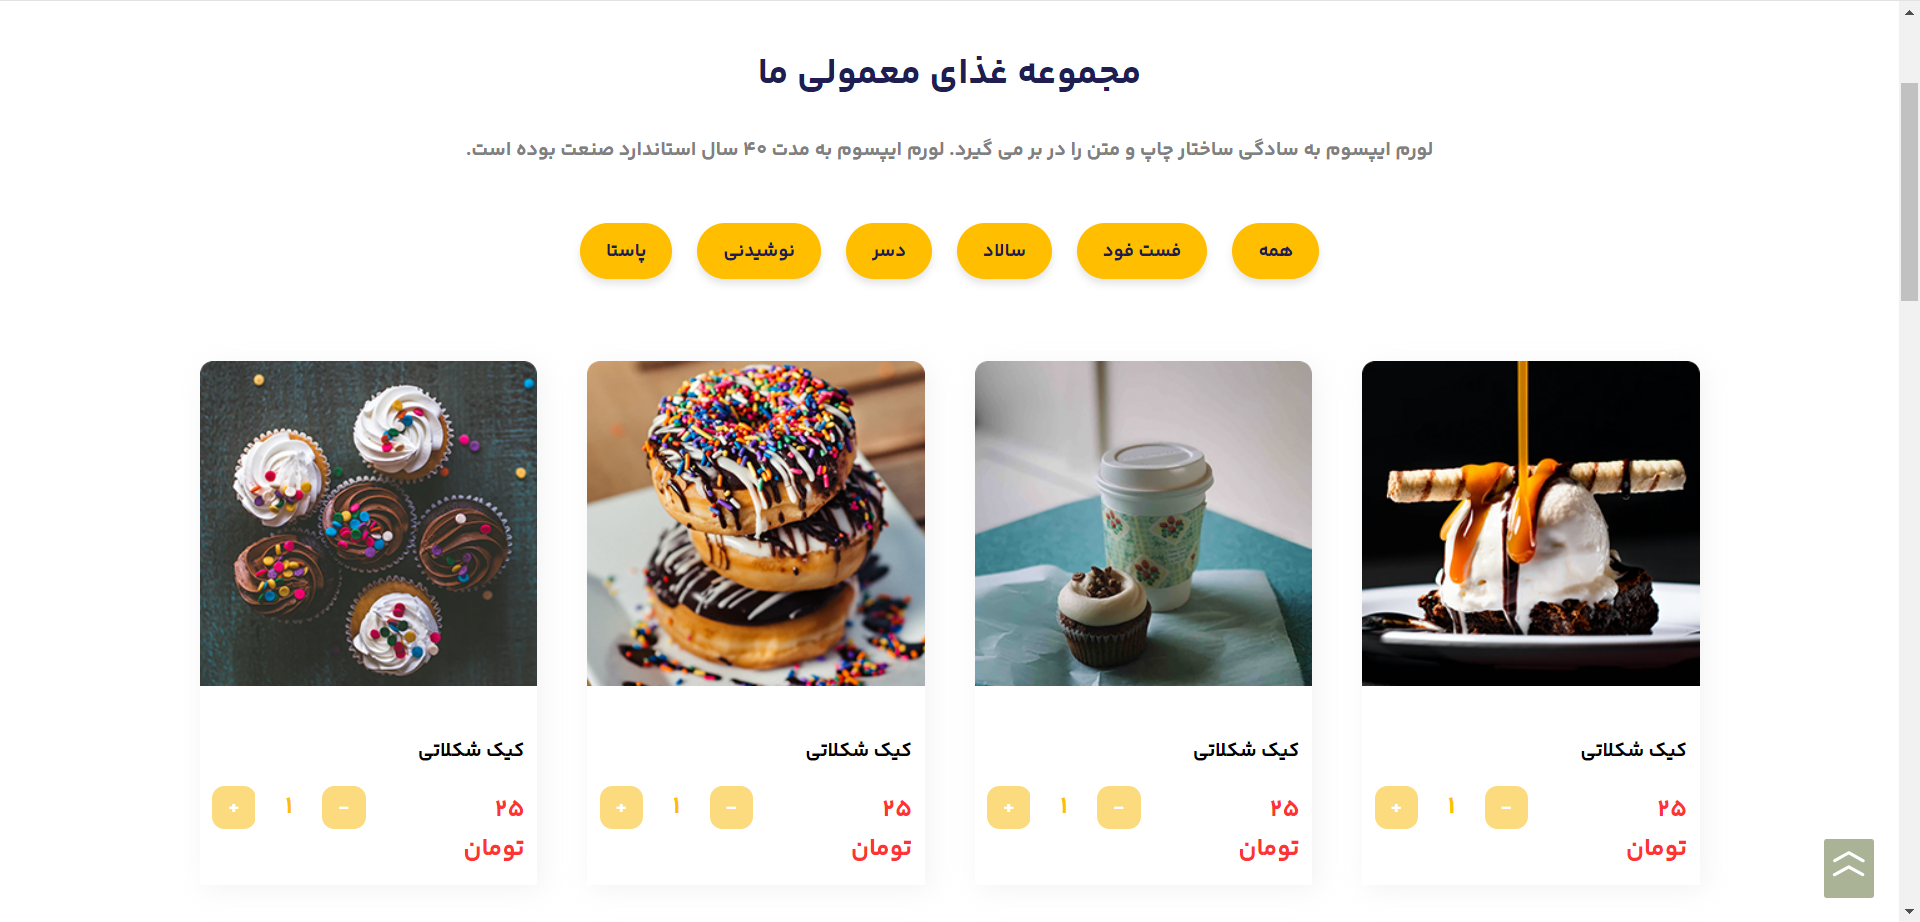 مجموعه غذای معمولی ما
لورم ایپسوم به سادگی ساختار چاپ و متن را در بر می گیرد. لورم ایپسوم به مدت ۴۰ سال استاندارد صنعت بوده است.
همه
فست فود
سالاد
دسر
نوشیدنی
پاستا
کیک شکلاتی
۲۵
تومان
-
۱
+
کیک شکلاتی
۲۵
تومان
-
۱
+
کیک شکلاتی
۲۵
تومان
-
۱
+
کیک شکلاتی
۲۵
تومان
-
۱
+